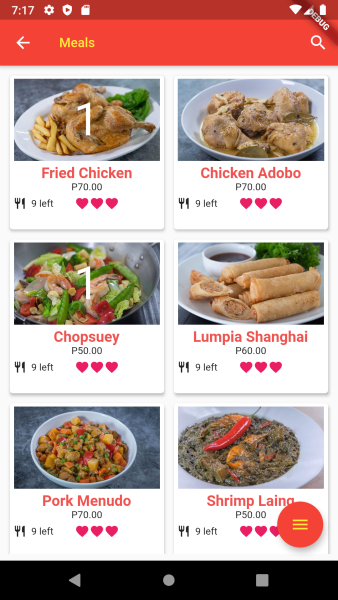 7:17
DEBUG
Meals
1
Fried Chicken
P70.00
9 left
Chicken Adobo
P70.00
9 left
1
Chopsuey
P50.00
9 left
Lumpia Shanghai
P60.00
9 left
Pork Menudo
P70.00
9 left
Shrimp Laing
P50.00
9 left